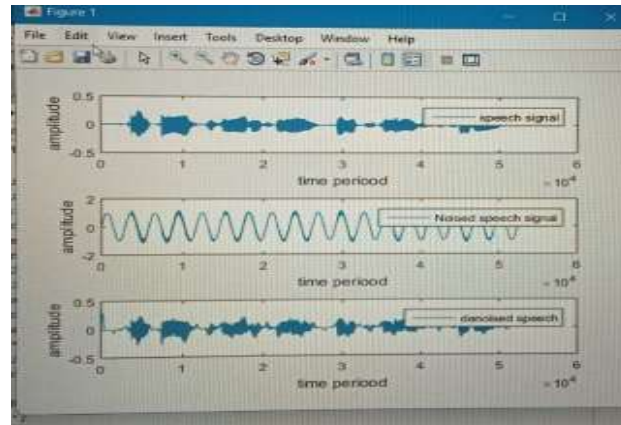 Figure 1
File Edit View Insert Tools Desktop Window Help
0.5
0
-0.5
amplitude
speech signal
0 1 2 3 4 5 6
time periood
× 10⁴
2
0
-2
amplitude
Noised speech signal
0 1 2 3 4 5 6
time periood
× 10⁴
0.5
0
-0.5
amplitude
denoised speech
0 1 2 3 4 5 6
time periood
× 10⁴